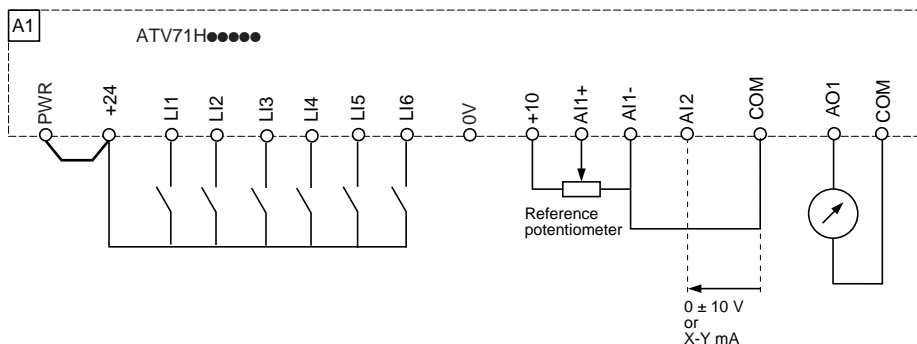 A1
ATV71H●●●●●
PWR
+24
LI1
LI2
LI3
LI4
LI5
LI6
0V
+10
AI1+
AI1-
AI2
COM
AO1
COM
Reference
potentiometer
0 ± 10 V
or
X-Y mA